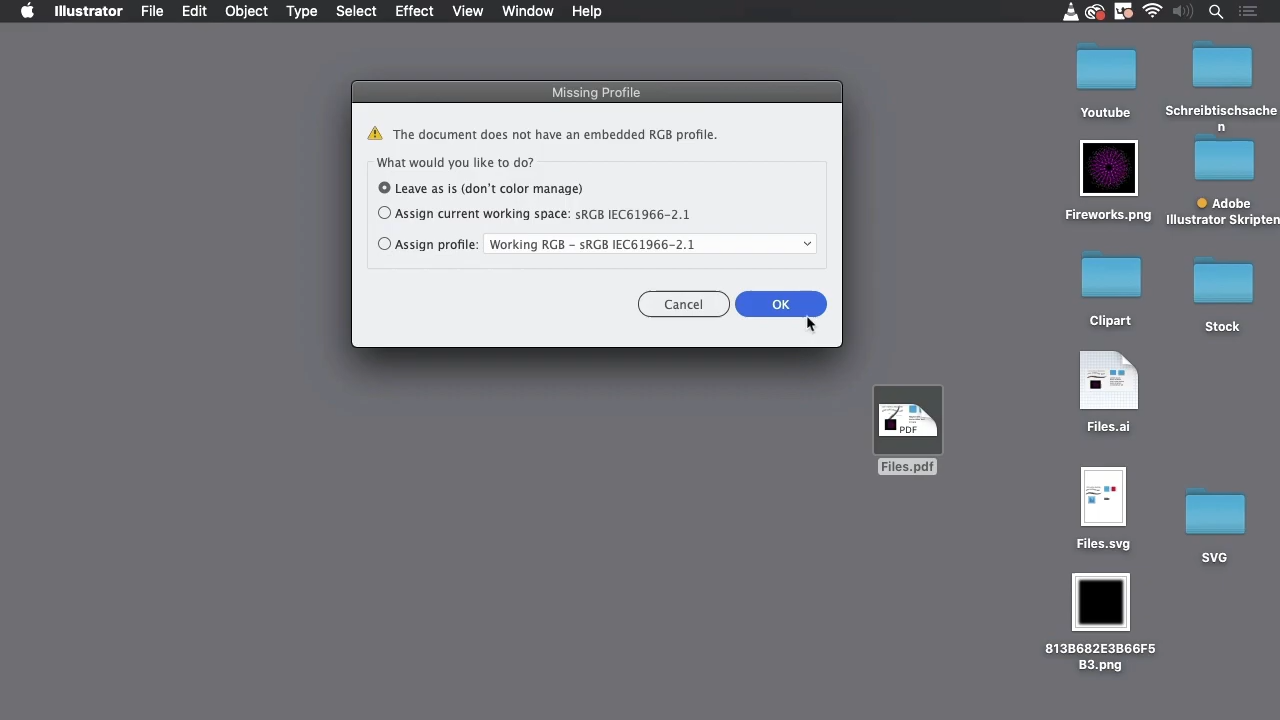 Illustrator File Edit Object Type Select Effect View Window Help
Missing Profile
The document does not have an embedded RGB profile.
What would you like to do?
Leave as is (don't color manage)
Assign current working space: sRGB IEC61966-2.1
Assign profile: Working RGB - sRGB IEC61966-2.1
Cancel OK
PDF
Files.pdf
Youtube
Schreibtischsache
n
Fireworks.png
Adobe
Illustrator Skripten
Clipart
Stock
Files.ai
Files.svg
SVG
813B682E3B66F5
B3.png